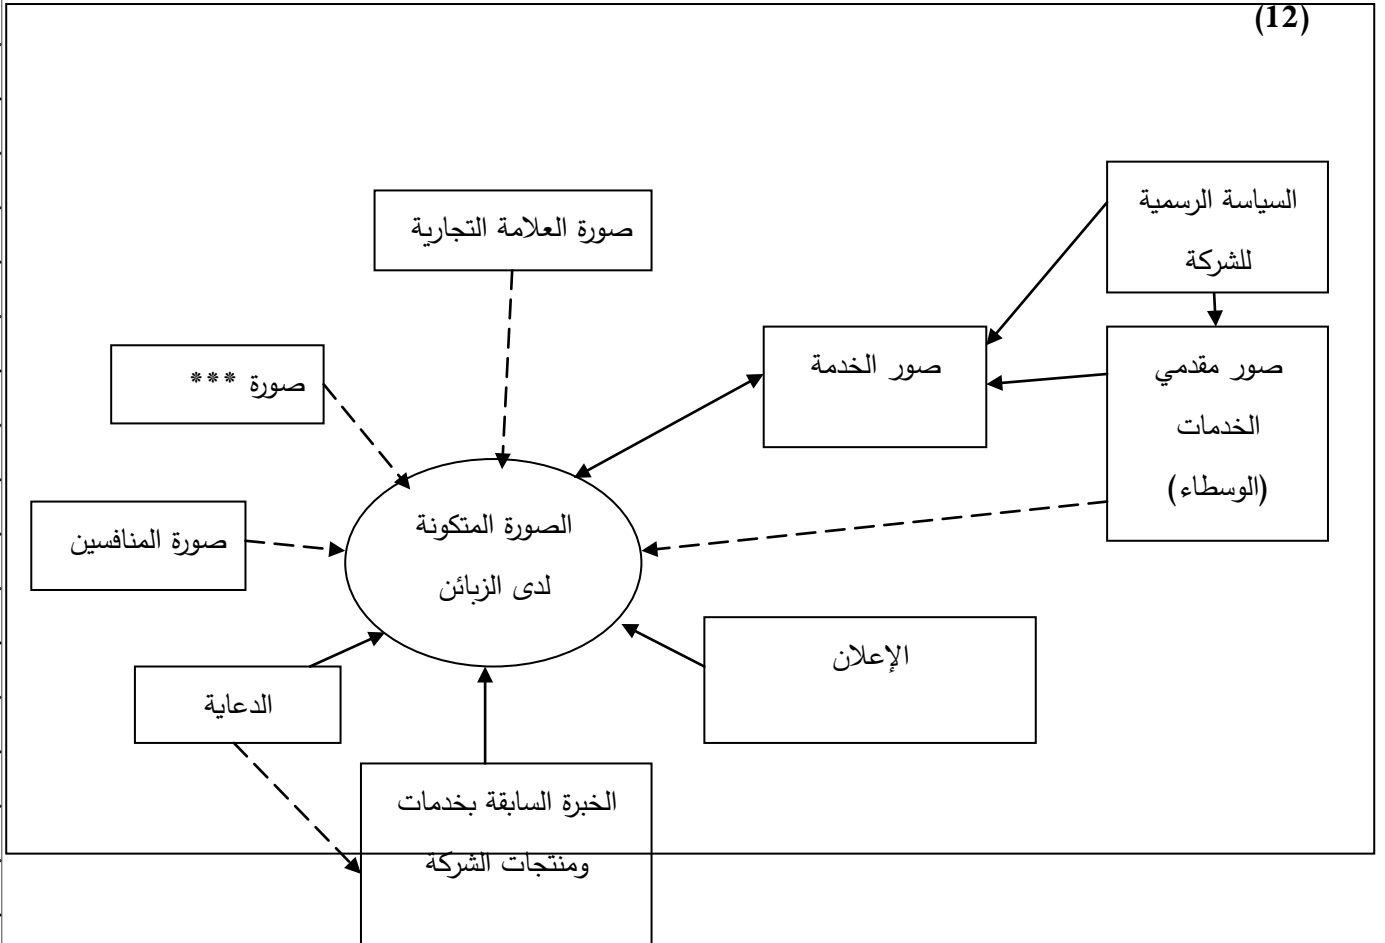 (12)
السياسة الرسمية
للشركة
صورة العلامة التجارية
صور مقدمي
الخدمات
(الوسطاء)
صور الخدمة
صورة ***
الصورة المتكونة
لدى الزبائن
صورة المنافسين
الإعلان
الدعاية
الخبرة السابقة بخدمات
ومنتجات الشركة